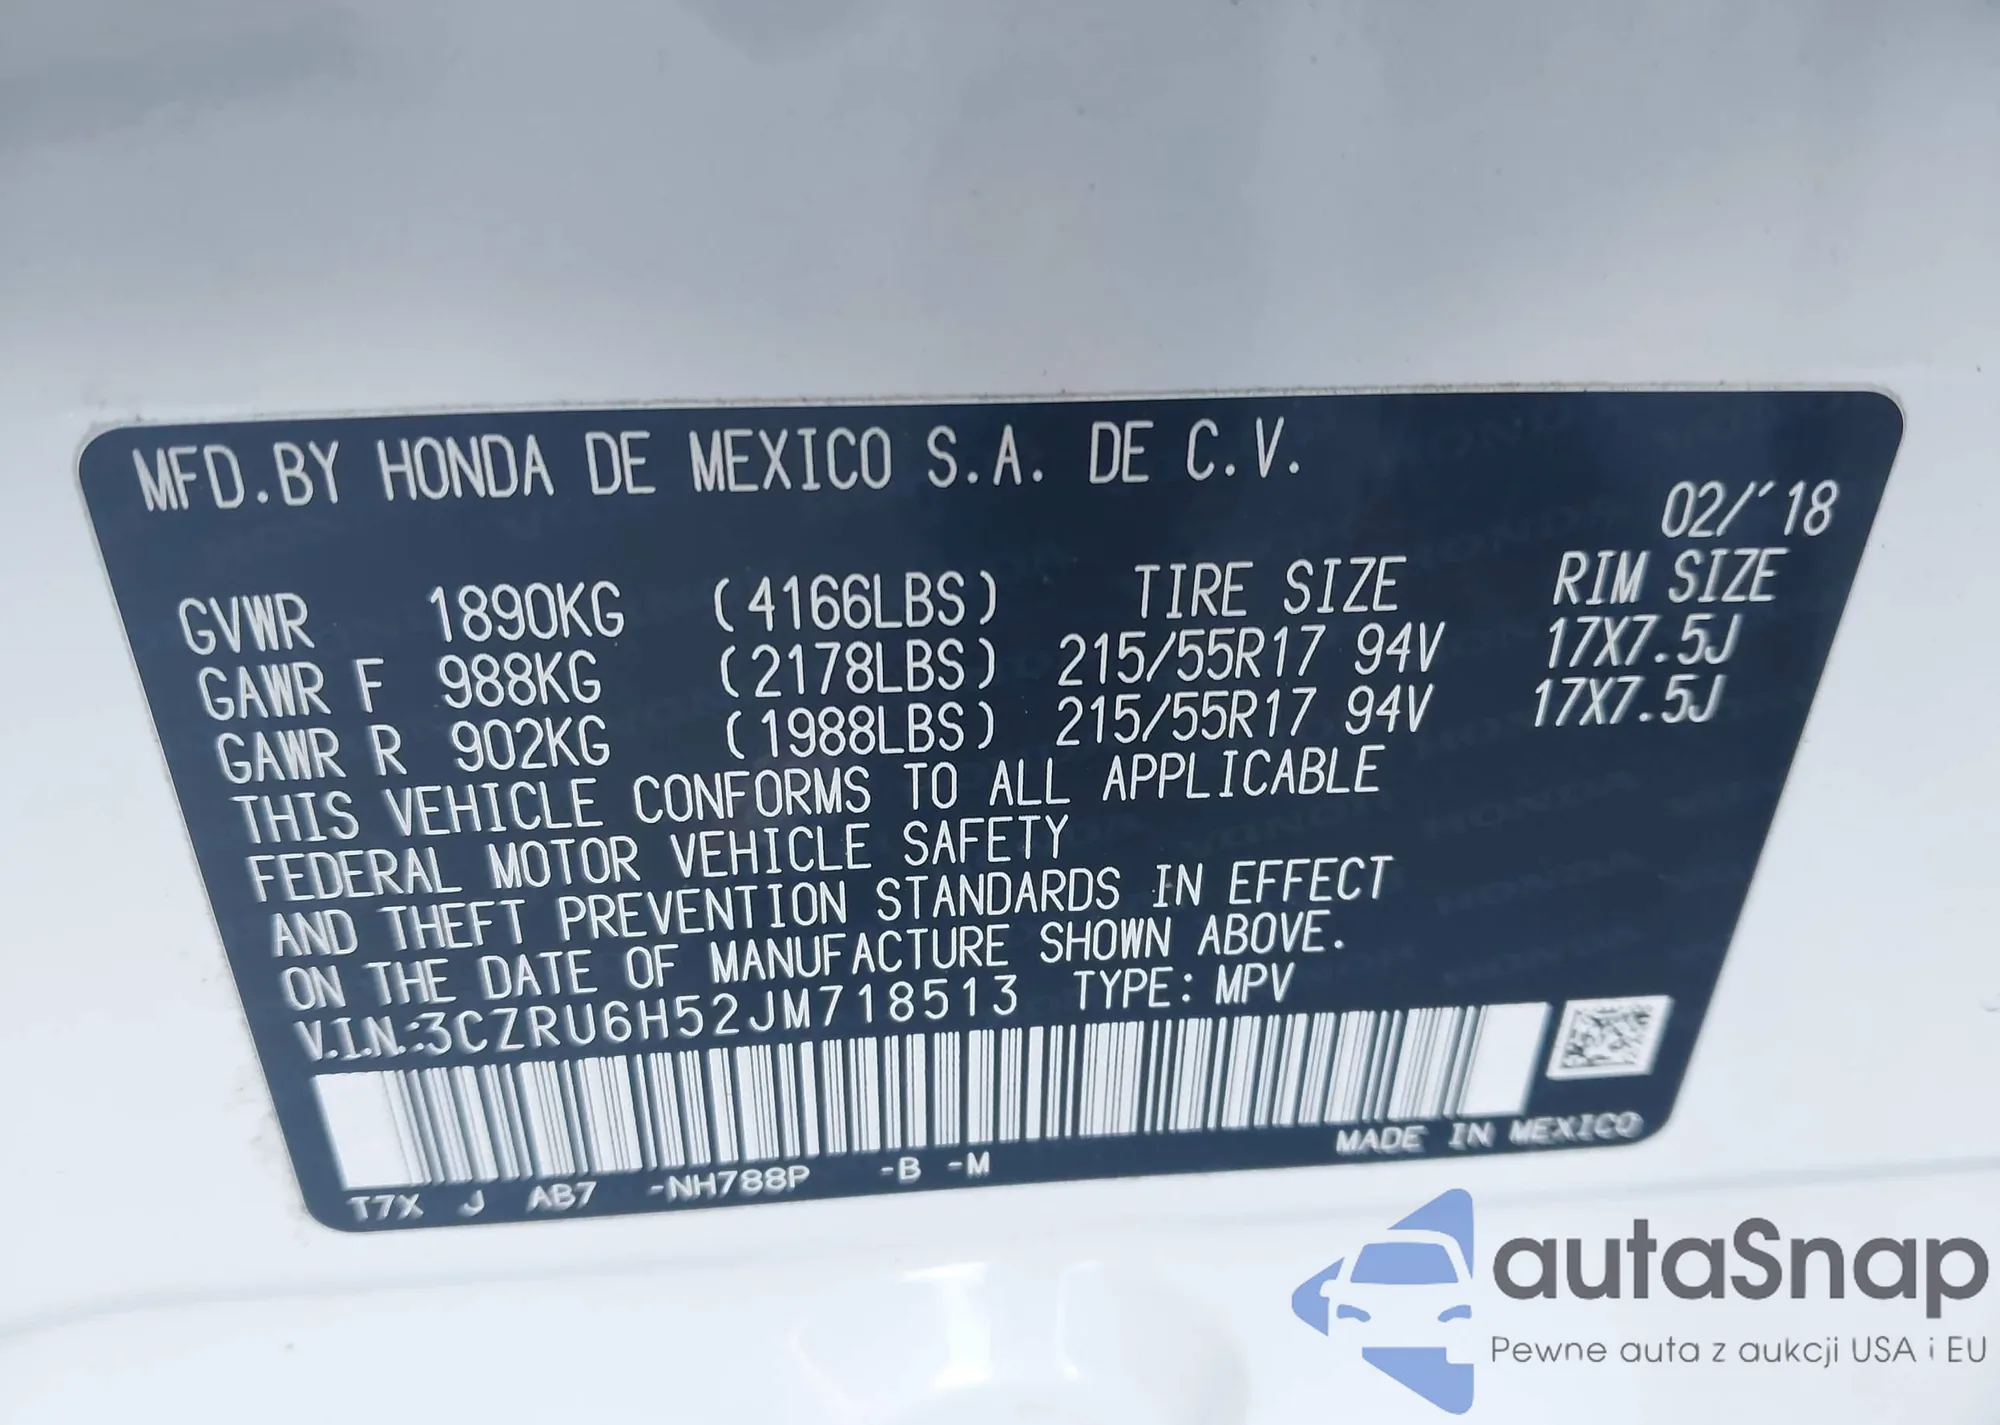 MFD.BY HONDA DE MEXICO S.A. DE C.V.
02/'18
GVWR 1890KG (4166LBS) TIRE SIZE RIM SIZE
GAWR F 988KG (2178LBS) 215/55R17 94V 17X7.5J
GAWR R 902KG (1988LBS) 215/55R17 94V 17X7.5J
THIS VEHICLE CONFORMS TO ALL APPLICABLE
FEDERAL MOTOR VEHICLE SAFETY
AND THEFT PREVENTION STANDARDS IN EFFECT
ON THE DATE OF MANUFACTURE SHOWN ABOVE.
V.I.N.:3CZRU6H52JM718513 TYPE: MPV
MADE IN MEXICO
T7X J AB7 -NH788P -B -M
autaSnap
Pewne auta z aukcji USA i EU